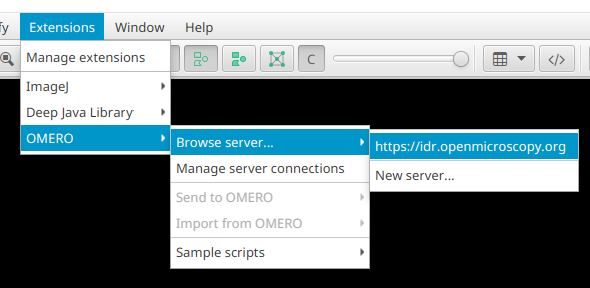 fy Extensions Window Help
Manage extensions
C
ImageJ
Deep Java Library
OMERO
Browse server...
https://idr.openmicroscopy.org
Manage server connections
New server...
Send to OMERO
Import from OMERO
Sample scripts